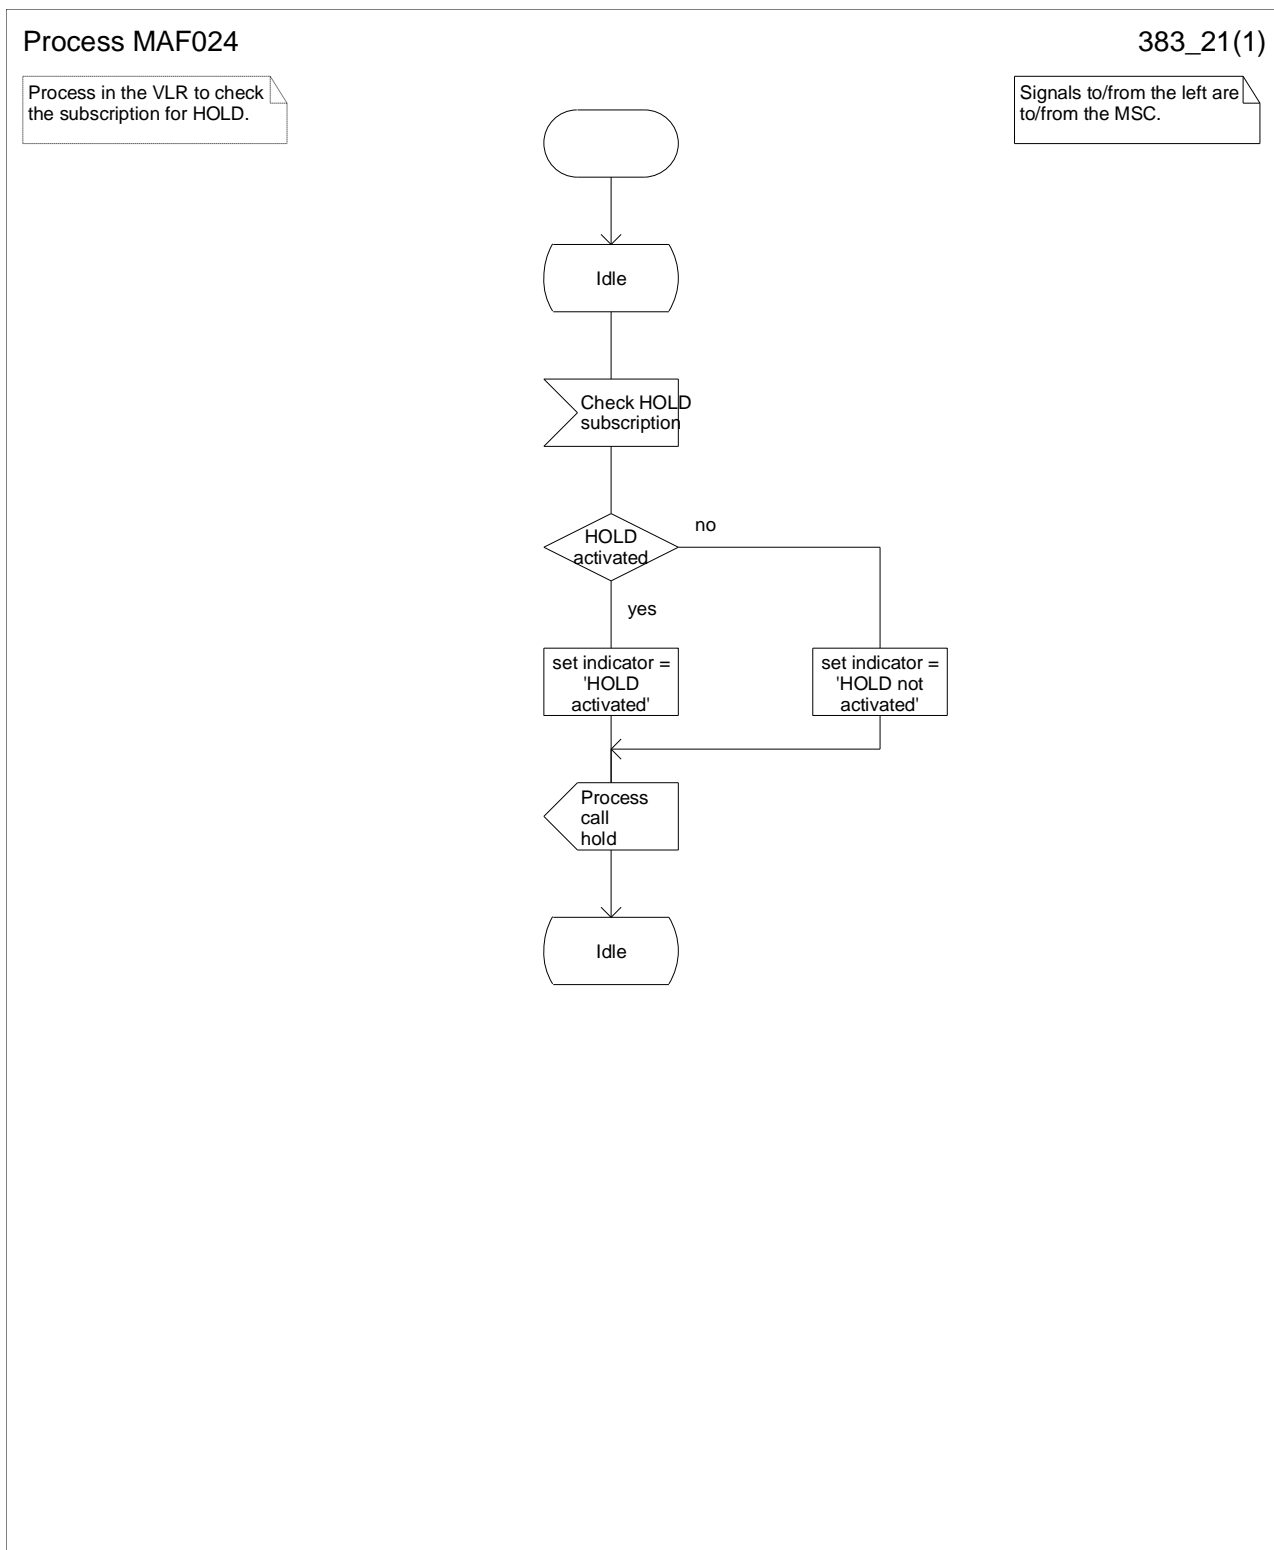 Process MAF024
383_21(1)
Process in the VLR to check
the subscription for HOLD.
Signals to/from the left are
to/from the MSC.
Idle
Check HOLD
subscription
HOLD
activated
no
yes
set indicator =
'HOLD
activated'
set indicator =
'HOLD not
activated'
Process
call
hold
Idle